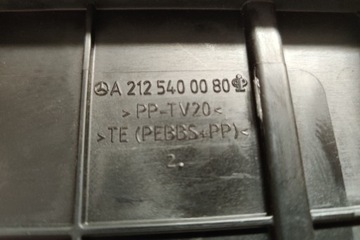 A 212 540 00 80
>PP-TV20<
>TE (PEBBS+PP)<
2.